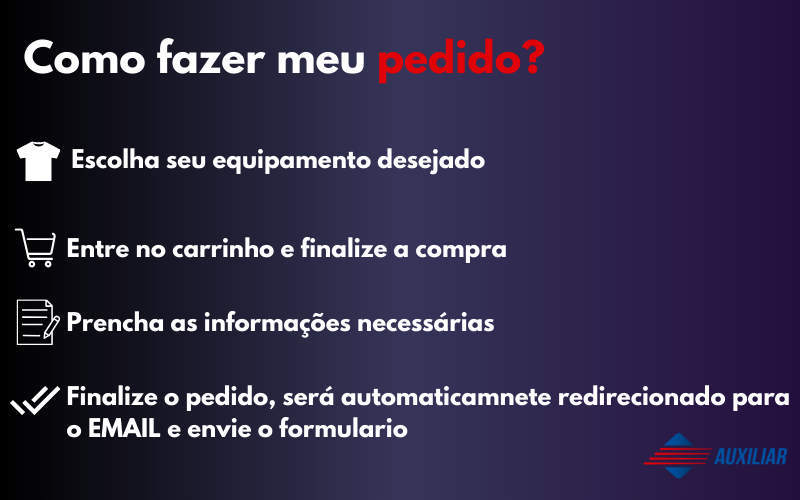 Como fazer meu pedido?
Escolha seu equipamento desejado
Entre no carrinho e finalize a compra
Prencha as informações necessárias
Finalize o pedido, será automaticamnete redirecionado para
o EMAIL e envie o formulario
AUXILIAR